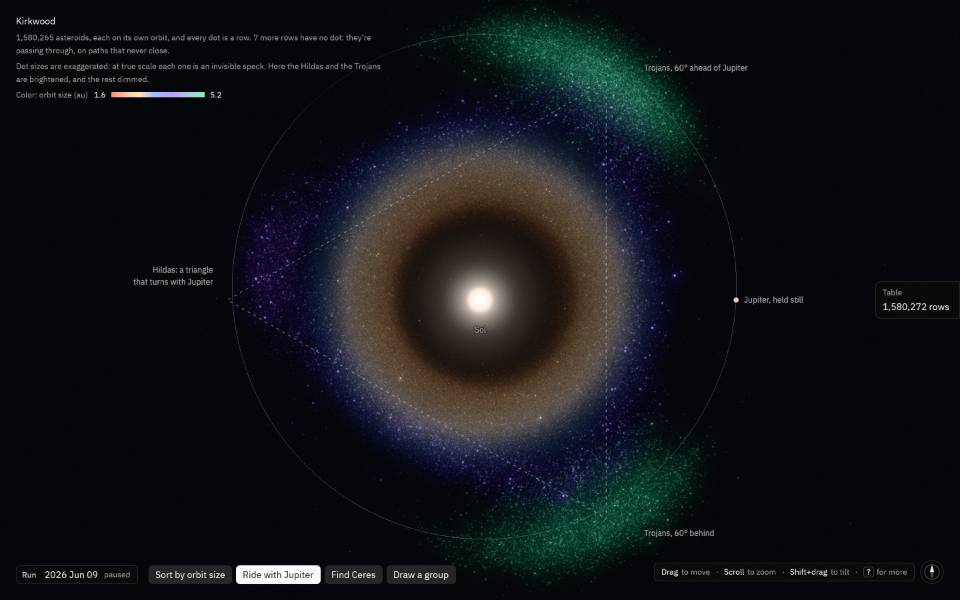 Kirkwood
1,580,265 asteroids, each on its own orbit, and every dot is a row. 7 more rows have no dot: they're
passing through, on paths that never close.
Dot sizes are exaggerated: at true scale each one is an invisible speck. Here the Hildas and the Trojans
are brightened, and the rest dimmed.
Color: orbit size (au) 1.6 5.2
Trojans, 60° ahead of Jupiter
Hildas: a triangle
that turns with Jupiter
Jupiter, held still
Table
1,580,272 rows
Sol
Trojans, 60° behind
Run 2026 Jun 09 paused
Sort by orbit size
Ride with Jupiter
Find Ceres
Draw a group
Drag to move · Scroll to zoom · Shift+drag to tilt · ? for more